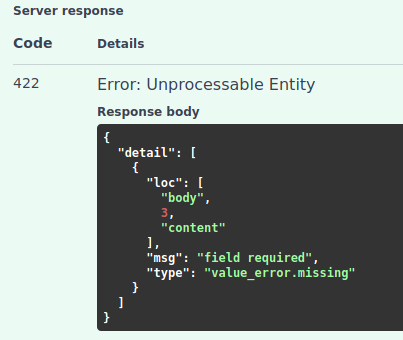 Server response
Code Details
422 Error: Unprocessable Entity
Response body
{
  "detail": [
    {
      "loc": [
        "body",
        3,
        "content"
      ],
      "msg": "field required",
      "type": "value_error.missing"
    }
  ]
}